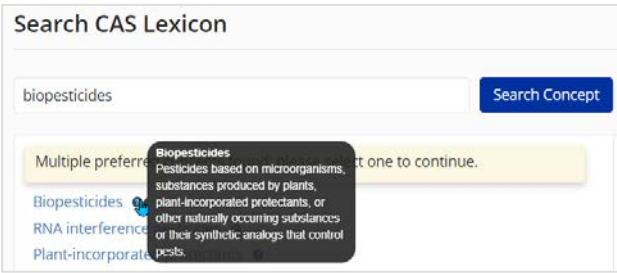 Search CAS Lexicon
biopesticides
Search Concept
Multiple preferre select one to continue.
Biopesticides
Pesticides based on microorganisms,
substances produced by plants,
plant-incorporated protectants, or
other naturally occurring substances
or their synthetic analogs that control
pests.
Biopesticides
RNA interference
Plant-incorporate